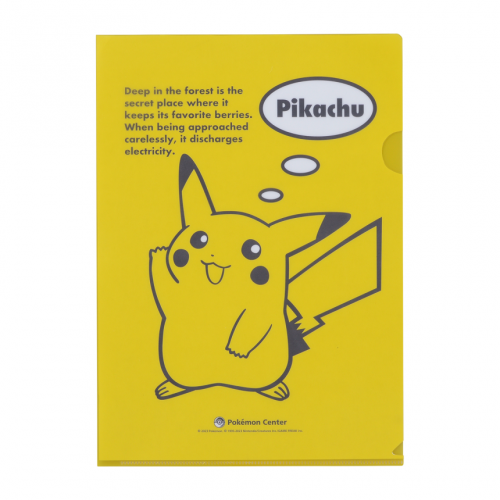 Deep in the forest is the
secret place where it
keeps its favorite berries.
When being approached
carelessly, it discharges
electricity.
Pikachu
Pokémon Center